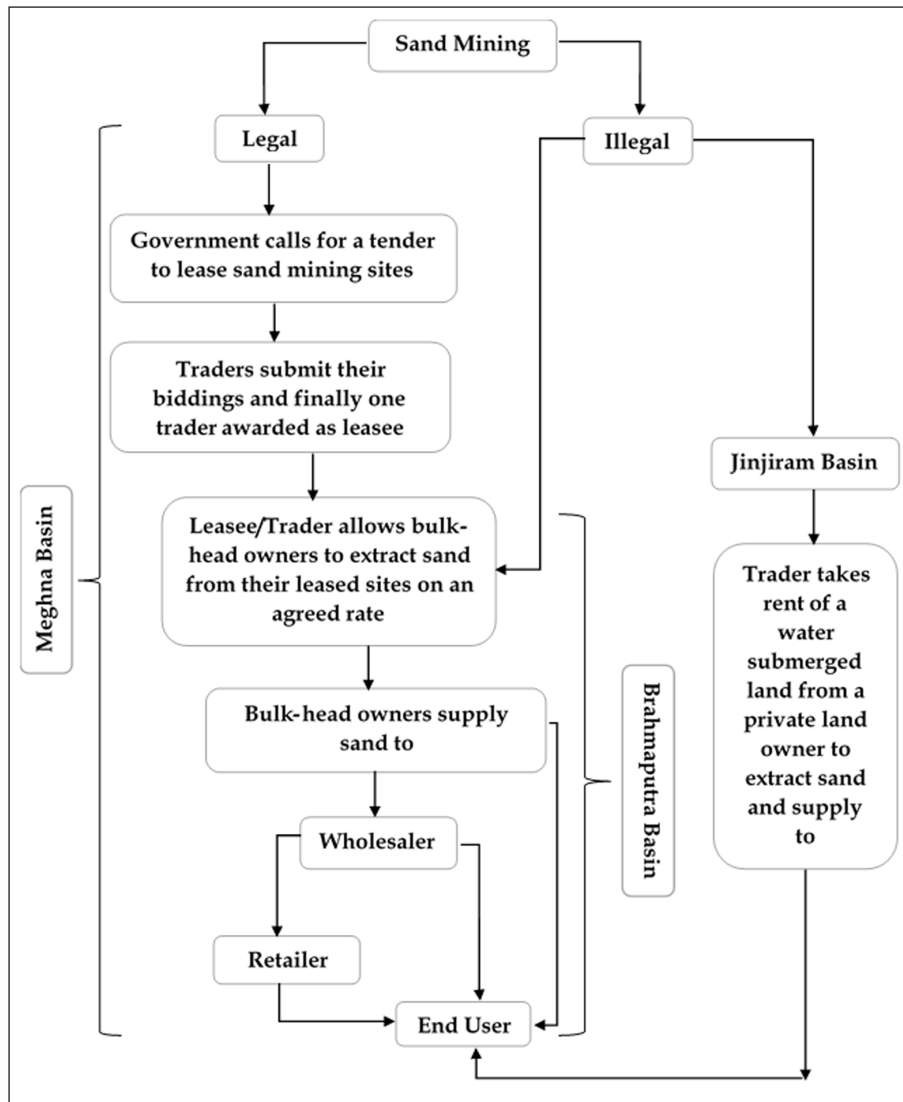 Sand Mining
Legal
Illegal
Government calls for a tender
to lease sand mining sites
Traders submit their
biddings and finally one
trader awarded as leasee
Jinjiram Basin
Meghna Basin
Leasee/Trader allows bulk-
head owners to extract sand
from their leased sites on an
agreed rate
Trader takes
rent of a
water
submerged
land from a
private land
owner to
extract sand
and supply
to
Bulk-head owners supply
sand to
Brahmaputra Basin
Wholesaler
Retailer
End User